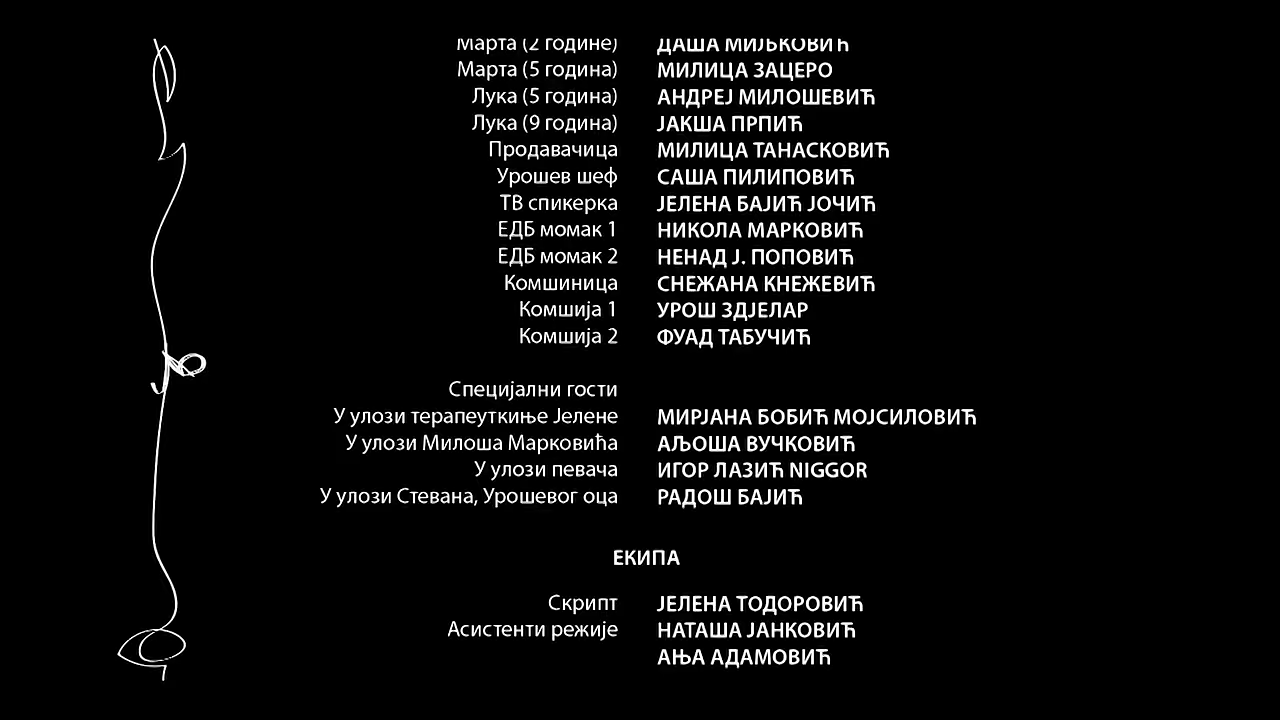 Марта (2 године) ДАША МИЉКОВИЋ
Марта (5 година) МИЛИЦА ЗАЦЕРО
Лука (5 година) АНДРЕЈ МИЛОШЕВИЋ
Лука (9 година) ЈАКША ПРПИЋ
Продавачица МИЛИЦА ТАНАСКОВИЋ
Урошев шеф САША ПИЛИПОВИЋ
ТВ спикерка ЈЕЛЕНА БАЈИЋ ЈОЧИЋ
ЕДБ момак 1 НИКОЛА МАРКОВИЋ
ЕДБ момак 2 НЕНАД Ј. ПОПОВИЋ
Комшиница СНЕЖАНА КНЕЖЕВИЋ
Комшија 1 УРОШ ЗДЈЕЛАР
Комшија 2 ФУАД ТАБУЧИЋ
Специјални гости
У улози терапеуткиње Јелене МИРЈАНА БОБИЋ МОЈСИЛОВИЋ
У улози Милоша Марковића АЉОША ВУЧКОВИЋ
У улози певача ИГОР ЛАЗИЋ NIGGOR
У улози Стевана, Урошевог оца РАДОШ БАЈИЋ
ЕКИПА
Скрипт ЈЕЛЕНА ТОДОРОВИЋ
Асистенти режије НАТАША ЈАНКОВИЋ
АЊА АДАМОВИЋ